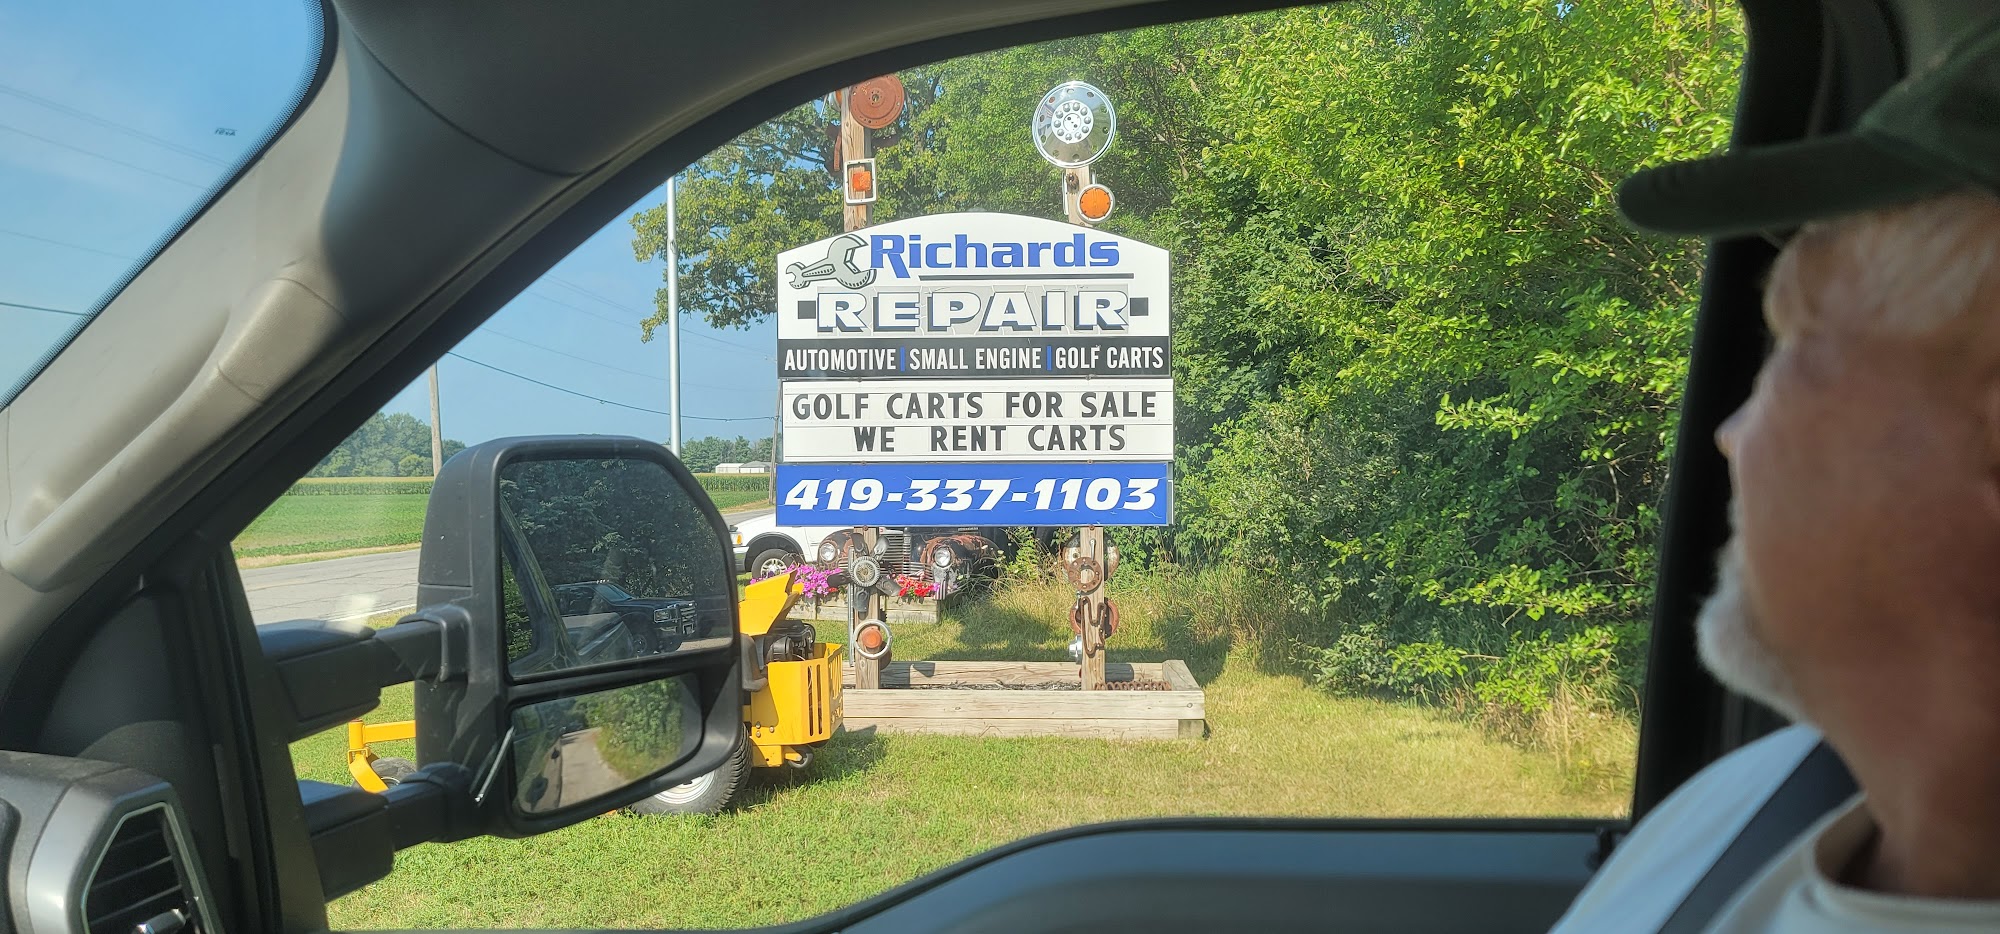 Richards
REPAIR
AUTOMOTIVE | SMALL ENGINE | GOLF CARTS
GOLF CARTS FOR SALE
WE RENT CARTS
419-337-1103